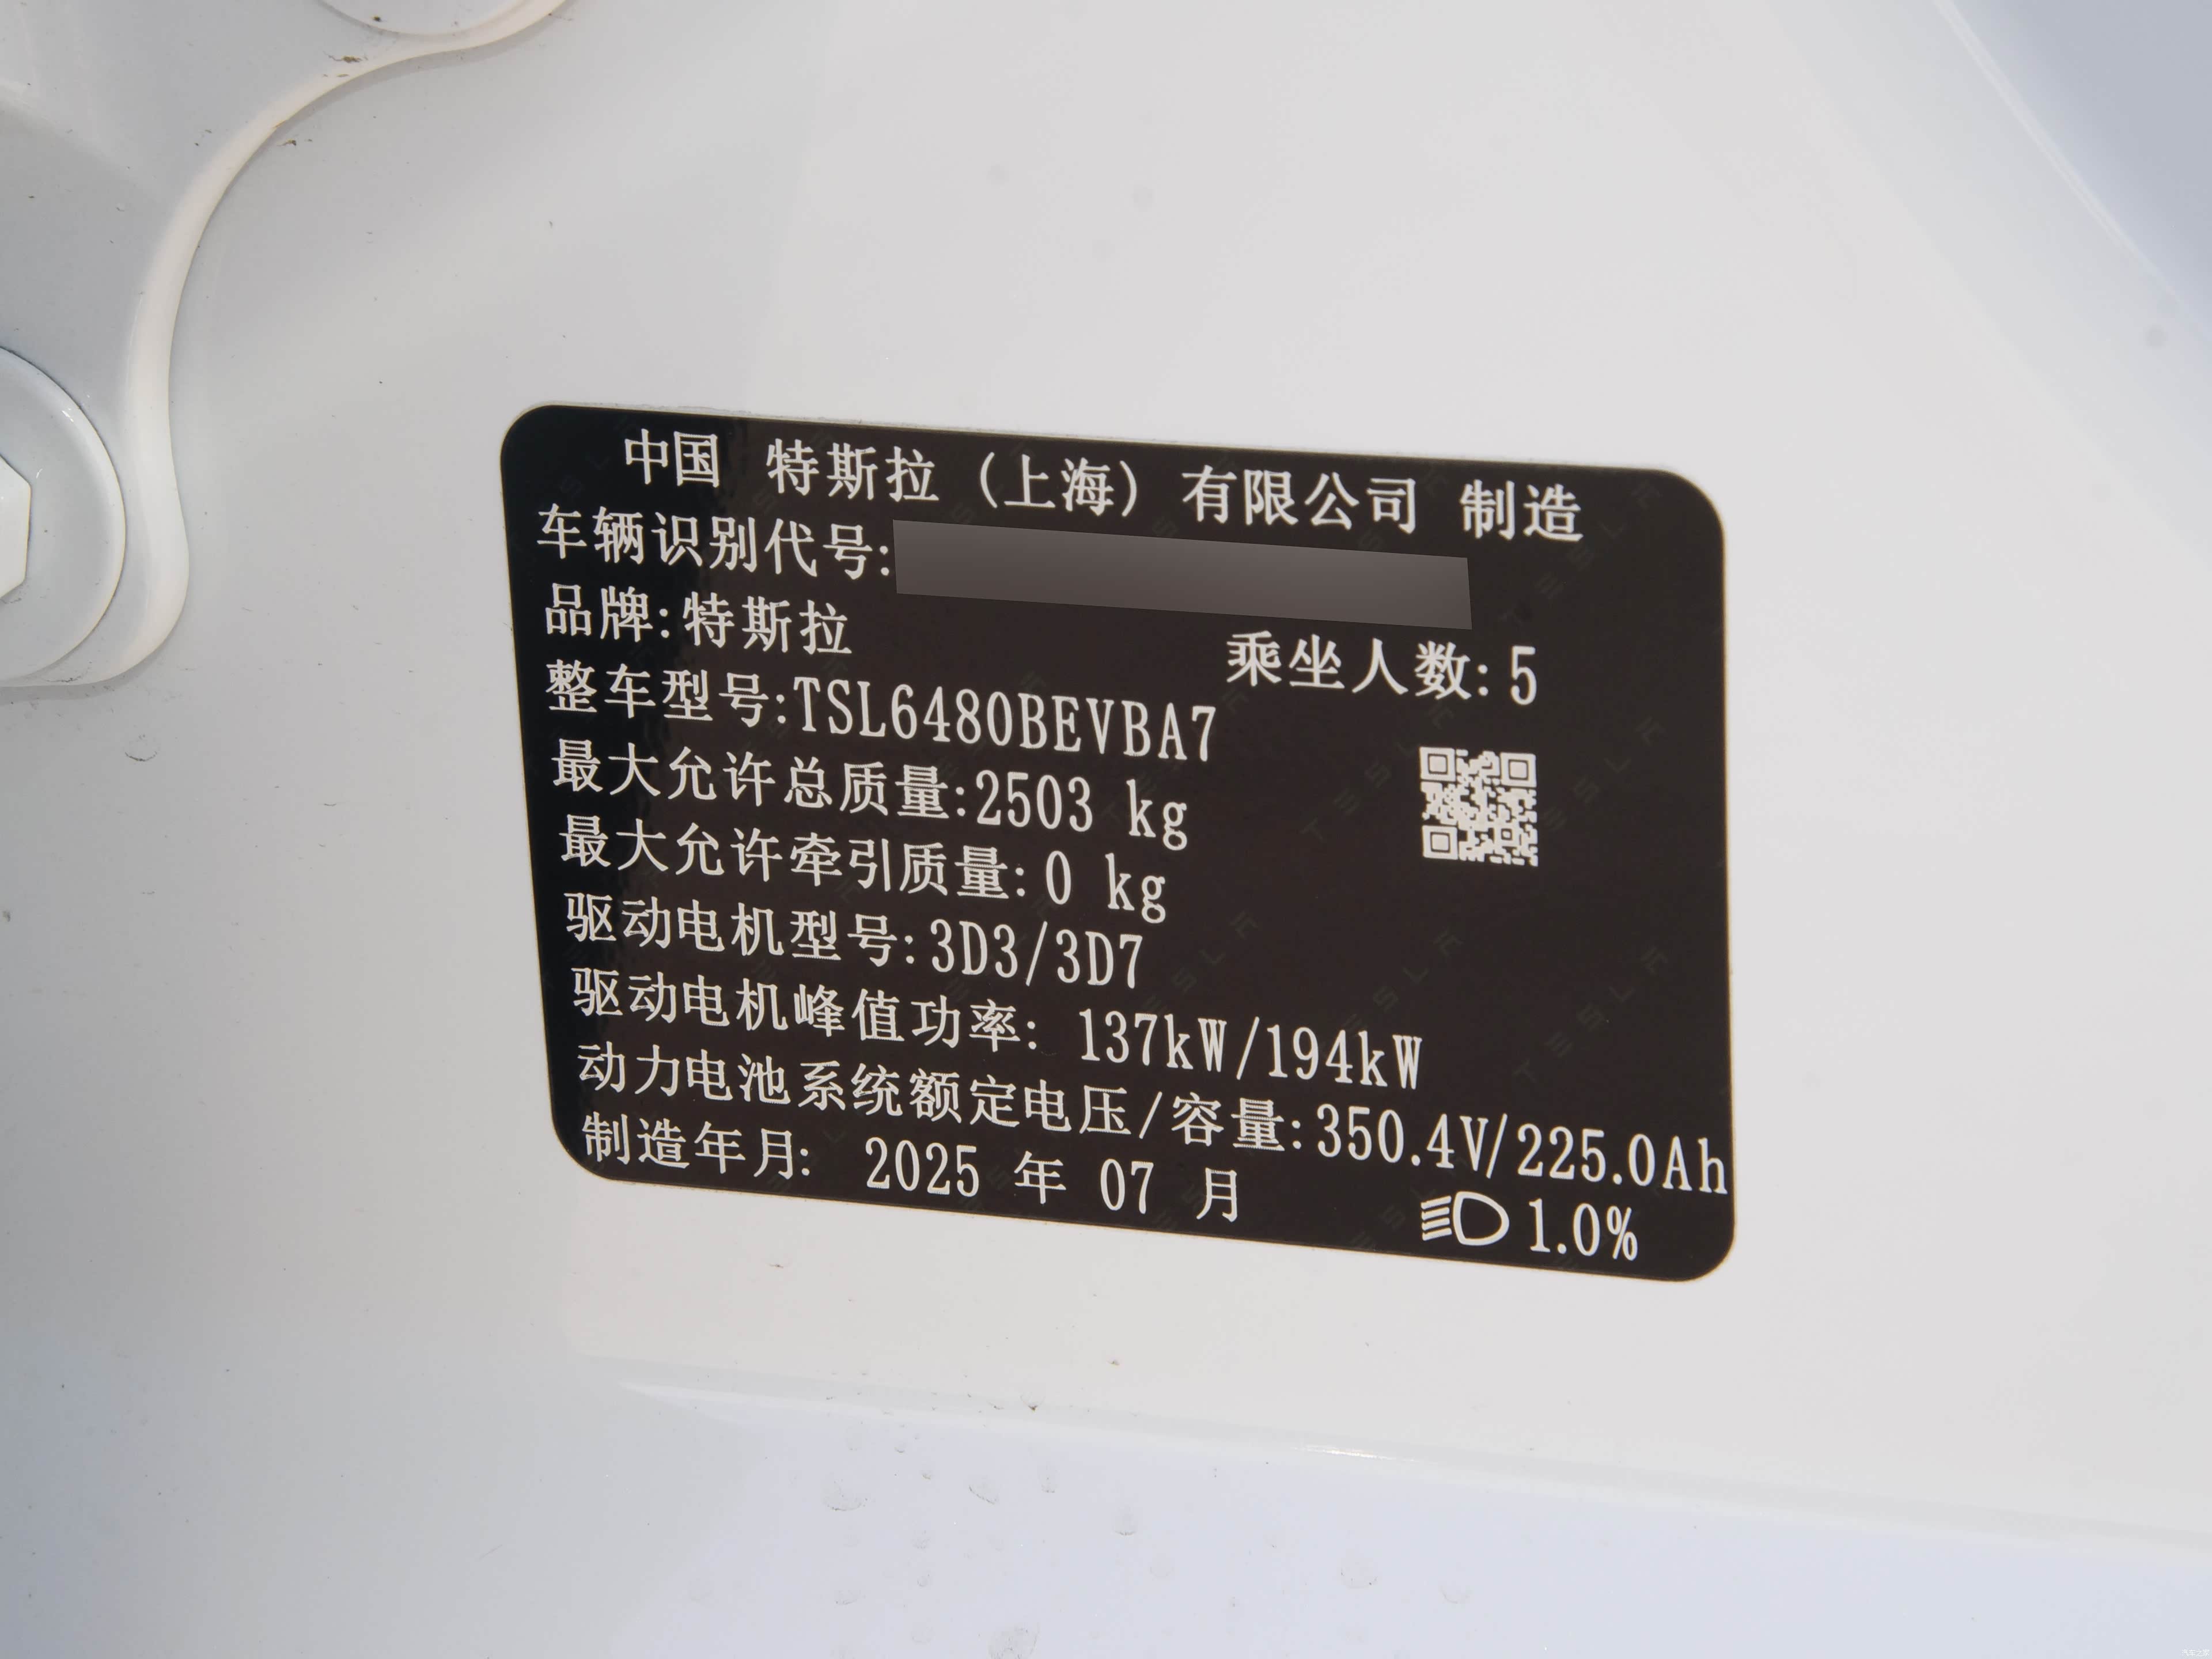 中国 特斯拉 (上海) 有限公司 制造
车辆识别代号:
品牌:特斯拉
乘坐人数: 5
整车型号:TSL6480BEVBA7
最大允许总质量:2503 kg
最大允许牵引质量:0 kg
驱动电机型号:3D3/3D7
驱动电机峰值功率: 137kW/194kW
动力电池系统额定电压/容量:350.4V/225.0Ah
制造年月: 2025 年 07 月
1.0%
汽车之家